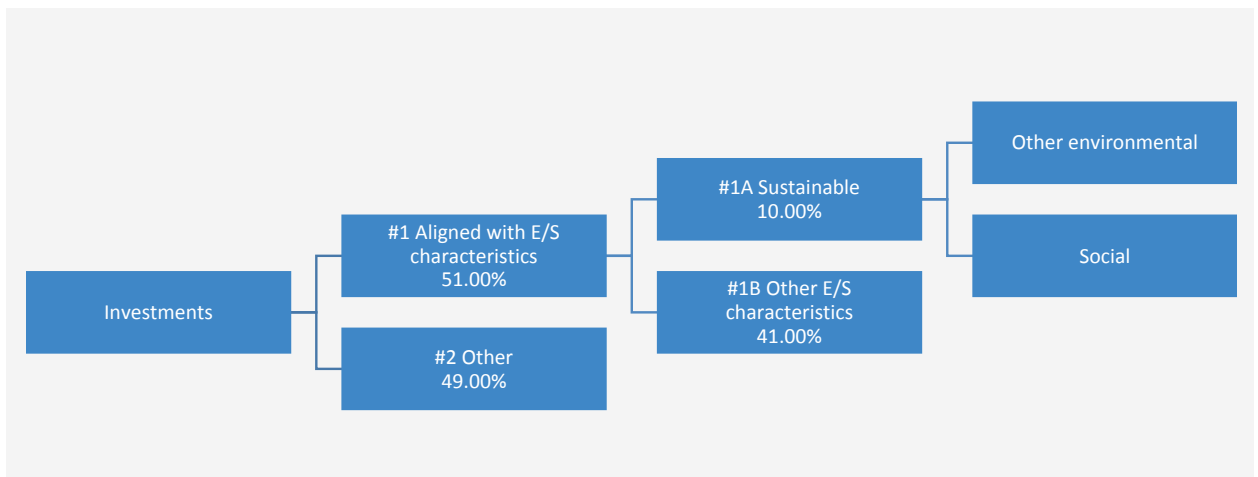 Investments
#1 Aligned with E/S
characteristics
51.00%
#2 Other
49.00%
#1A Sustainable
10.00%
#1B Other E/S
characteristics
41.00%
Other environmental
Social